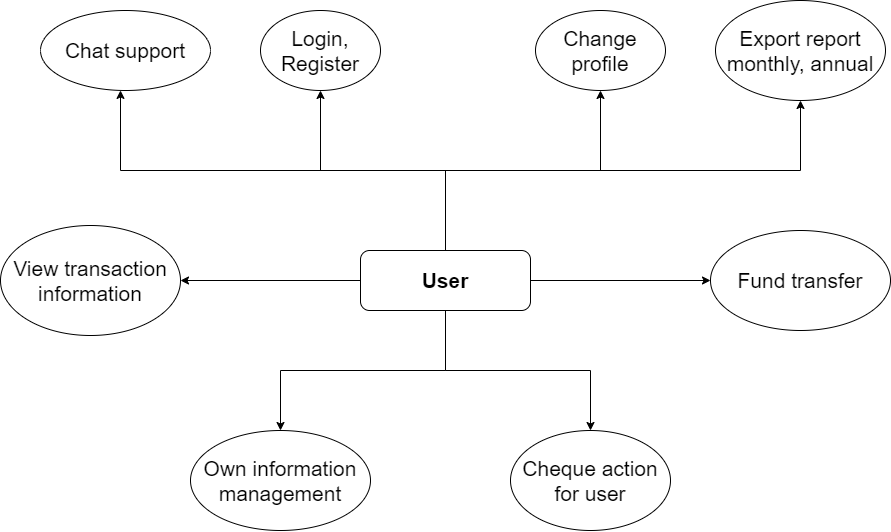 Chat support
Login,
Register
Change
profile
Export report
monthly, annual
View transaction
information
User
Fund transfer
Own information
management
Cheque action
for user